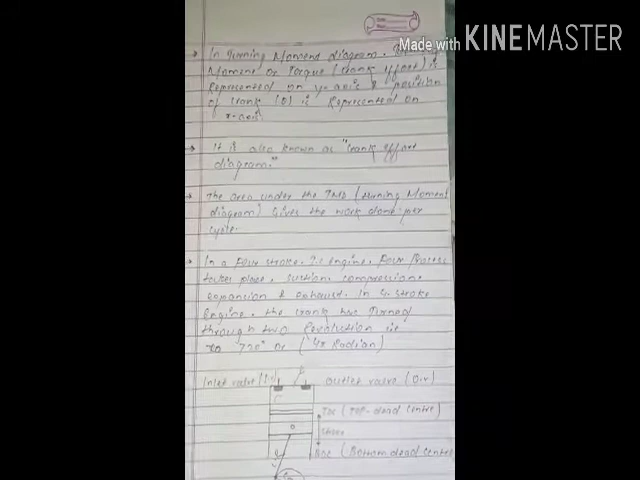 Made with KINEMASTER
→ In Turning Moment diagram.
Moment or Torque (crank effort) is
Represented on y-axis & position
of crank (θ) is Represented on
x-axis.
→ It is also known as "crank effort
diagram."
→ The area under the TMD (turning Moment
diagram) gives the work done per
cycle.
→ In a four stroke. I.C engine, four process
takes place, suction, compression,
expansion & exhaust. In 4-stroke
Engine, the crank has Turned
through two Revolution i.e
720° or (4π Radian)
Inlet valve (I.V) outlet valve (O.V)
TDC (Top-dead center)
stroke
BDC (Bottom dead center